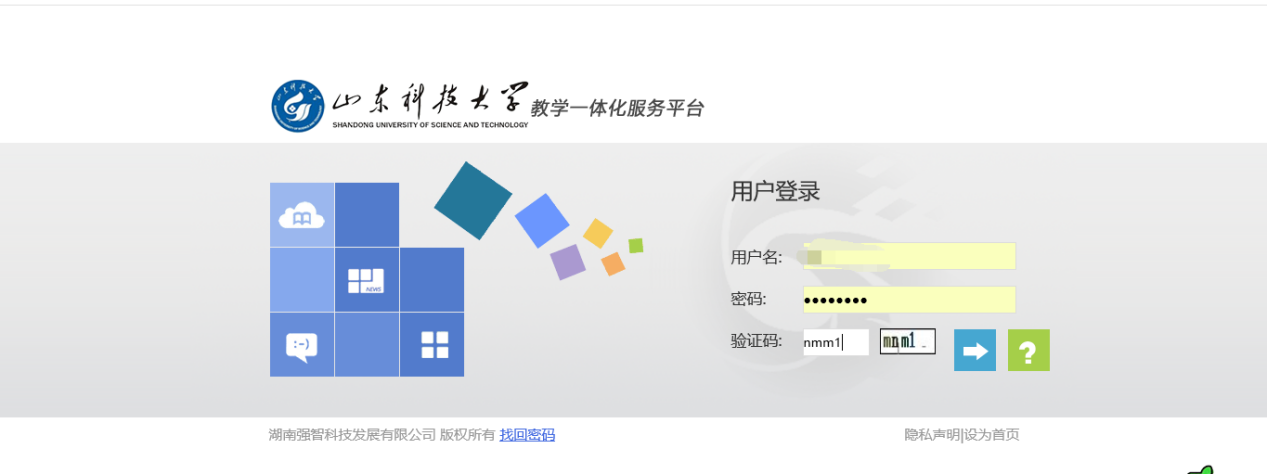 山东科技大学 教学一体化服务平台
SHANDONG UNIVERSITY OF SCIENCE AND TECHNOLOGY
用户登录
用户名:
密码: ••••••••
验证码: nmm1 mnm1
NEWS
:-)
?
湖南强智科技发展有限公司 版权所有 找回密码
隐私声明|设为首页